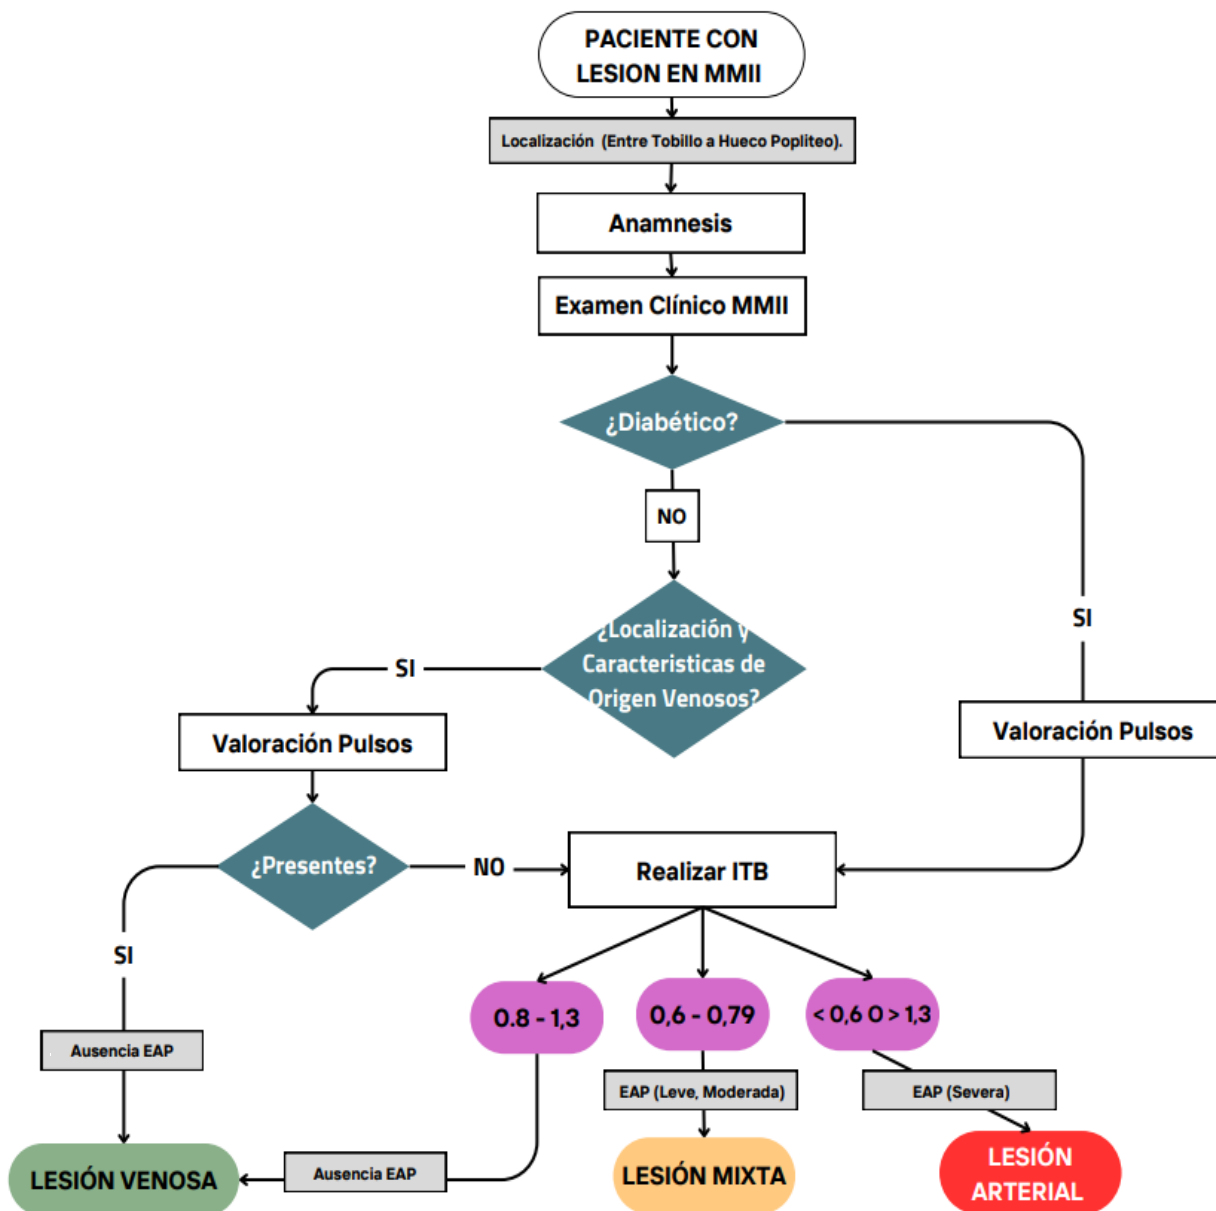 PACIENTE CON
LESION EN MMII
Localización (Entre Tobillo a Hueco Popliteo).
Anamnesis
Examen Clínico MMII
¿Diabético?
NO
SI
¿Localización y
Caracteristicas de
Origen Venosos?
SI
Valoración Pulsos
Valoración Pulsos
¿Presentes?
NO
Realizar ITB
SI
0.8 - 1,3
0,6 - 0,79
< 0,6 O > 1,3
Ausencia EAP
EAP (Leve, Moderada)
EAP (Severa)
LESIÓN VENOSA
Ausencia EAP
LESIÓN MIXTA
LESIÓN
ARTERIAL